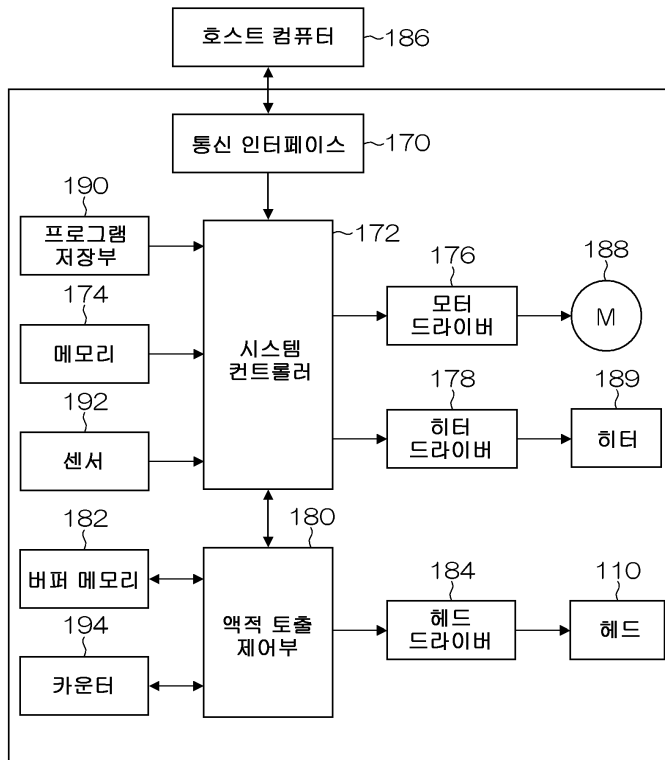 호스트 컴퓨터
186
통신 인터페이스
170
190
프로그램
저장부
172
176
모터
드라이버
188
M
174
메모리
시스템
컨트롤러
178
히터
드라이버
189
히터
192
센서
182
버퍼 메모리
180
액적 토출
제어부
184
헤드
드라이버
110
헤드
194
카운터